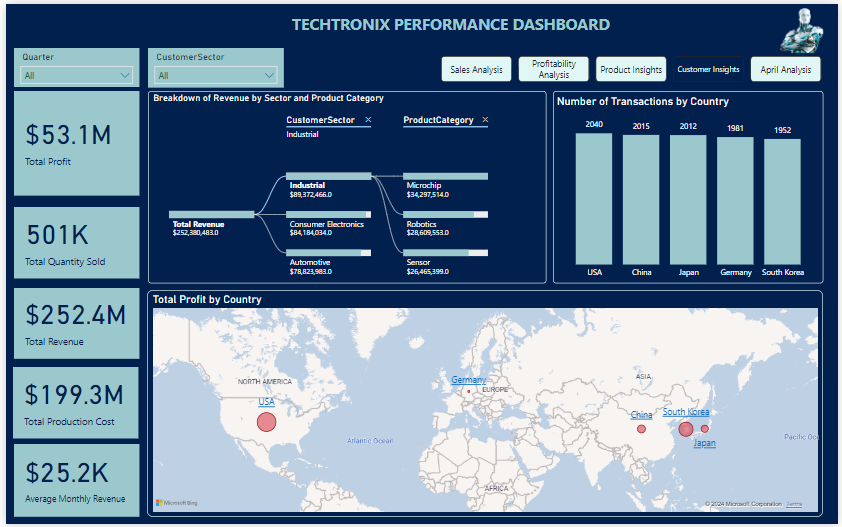 TECHTRONIX PERFORMANCE DASHBOARD
Quarter
All
CustomerSector
All
Sales Analysis
Profitability
Analysis
Product Insights
Customer Insights
April Analysis
$53.1M
Total Profit
501K
Total Quantity Sold
$252.4M
Total Revenue
$199.3M
Total Production Cost
$25.2K
Average Monthly Revenue
Breakdown of Revenue by Sector and Product Category
CustomerSector
Industrial
ProductCategory
Total Revenue
$252,380,483.0
Industrial
$89,372,466.0
Consumer Electronics
$84,184,034.0
Automotive
$78,823,983.0
Microchip
$34,297,514.0
Robotics
$28,609,553.0
Sensor
$26,465,399.0
Number of Transactions by Country
2040
2015
2012
1981
1952
USA
China
Japan
Germany
South Korea
Total Profit by Country
NORTH AMERICA
USA
Atlantic Ocean
Germany
EUROPE
ASIA
China
South Korea
Japan
Pacific Oc
AFRICA
Microsoft Bing
© 2024 Microsoft Corporation Terms